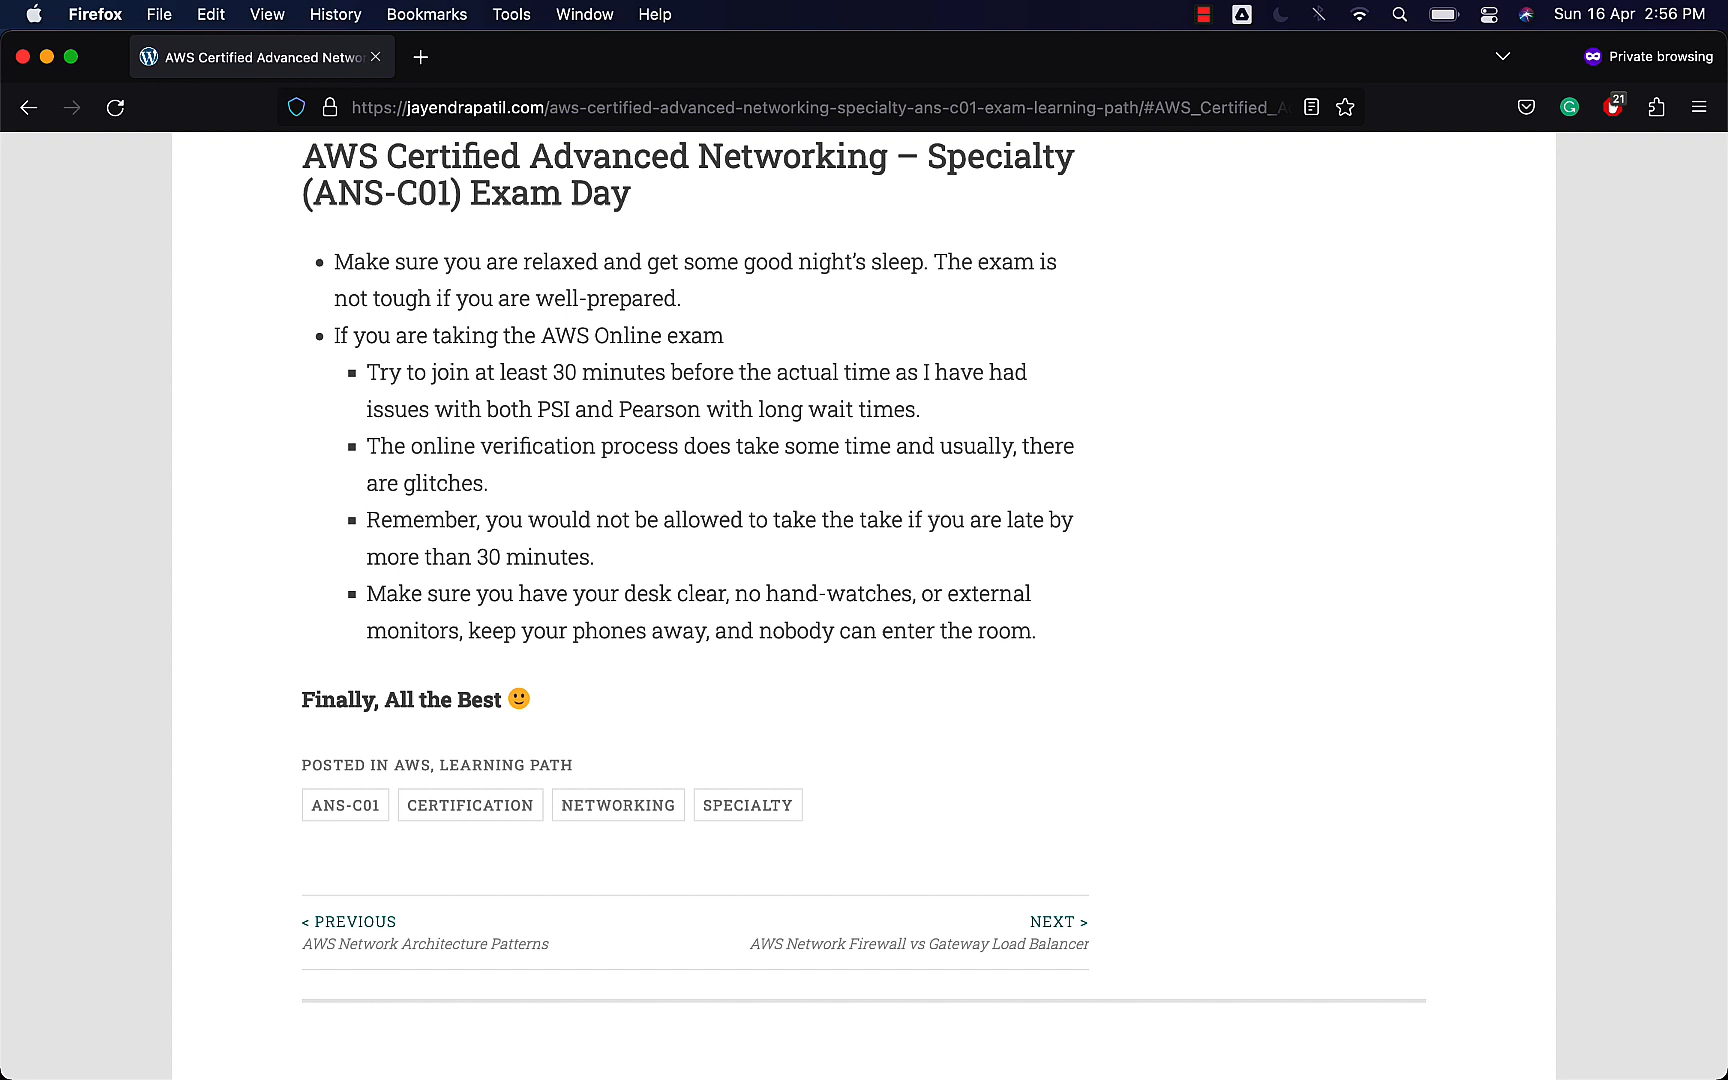 Firefox File Edit View History Bookmarks Tools Window Help Sun 16 Apr 2:56 PM
AWS Certified Advanced Netwo
Private browsing
https://jayendrapatil.com/aws-certified-advanced-networking-specialty-ans-c01-exam-learning-path/#AWS_Certified_A
21
AWS Certified Advanced Networking – Specialty
(ANS-C01) Exam Day
Make sure you are relaxed and get some good night's sleep. The exam is
not tough if you are well-prepared.
If you are taking the AWS Online exam
Try to join at least 30 minutes before the actual time as I have had
issues with both PSI and Pearson with long wait times.
The online verification process does take some time and usually, there
are glitches.
Remember, you would not be allowed to take the take if you are late by
more than 30 minutes.
Make sure you have your desk clear, no hand-watches, or external
monitors, keep your phones away, and nobody can enter the room.
Finally, All the Best 🙂
POSTED IN AWS, LEARNING PATH
ANS-C01 CERTIFICATION NETWORKING SPECIALTY
< PREVIOUS NEXT >
AWS Network Architecture Patterns AWS Network Firewall vs Gateway Load Balancer